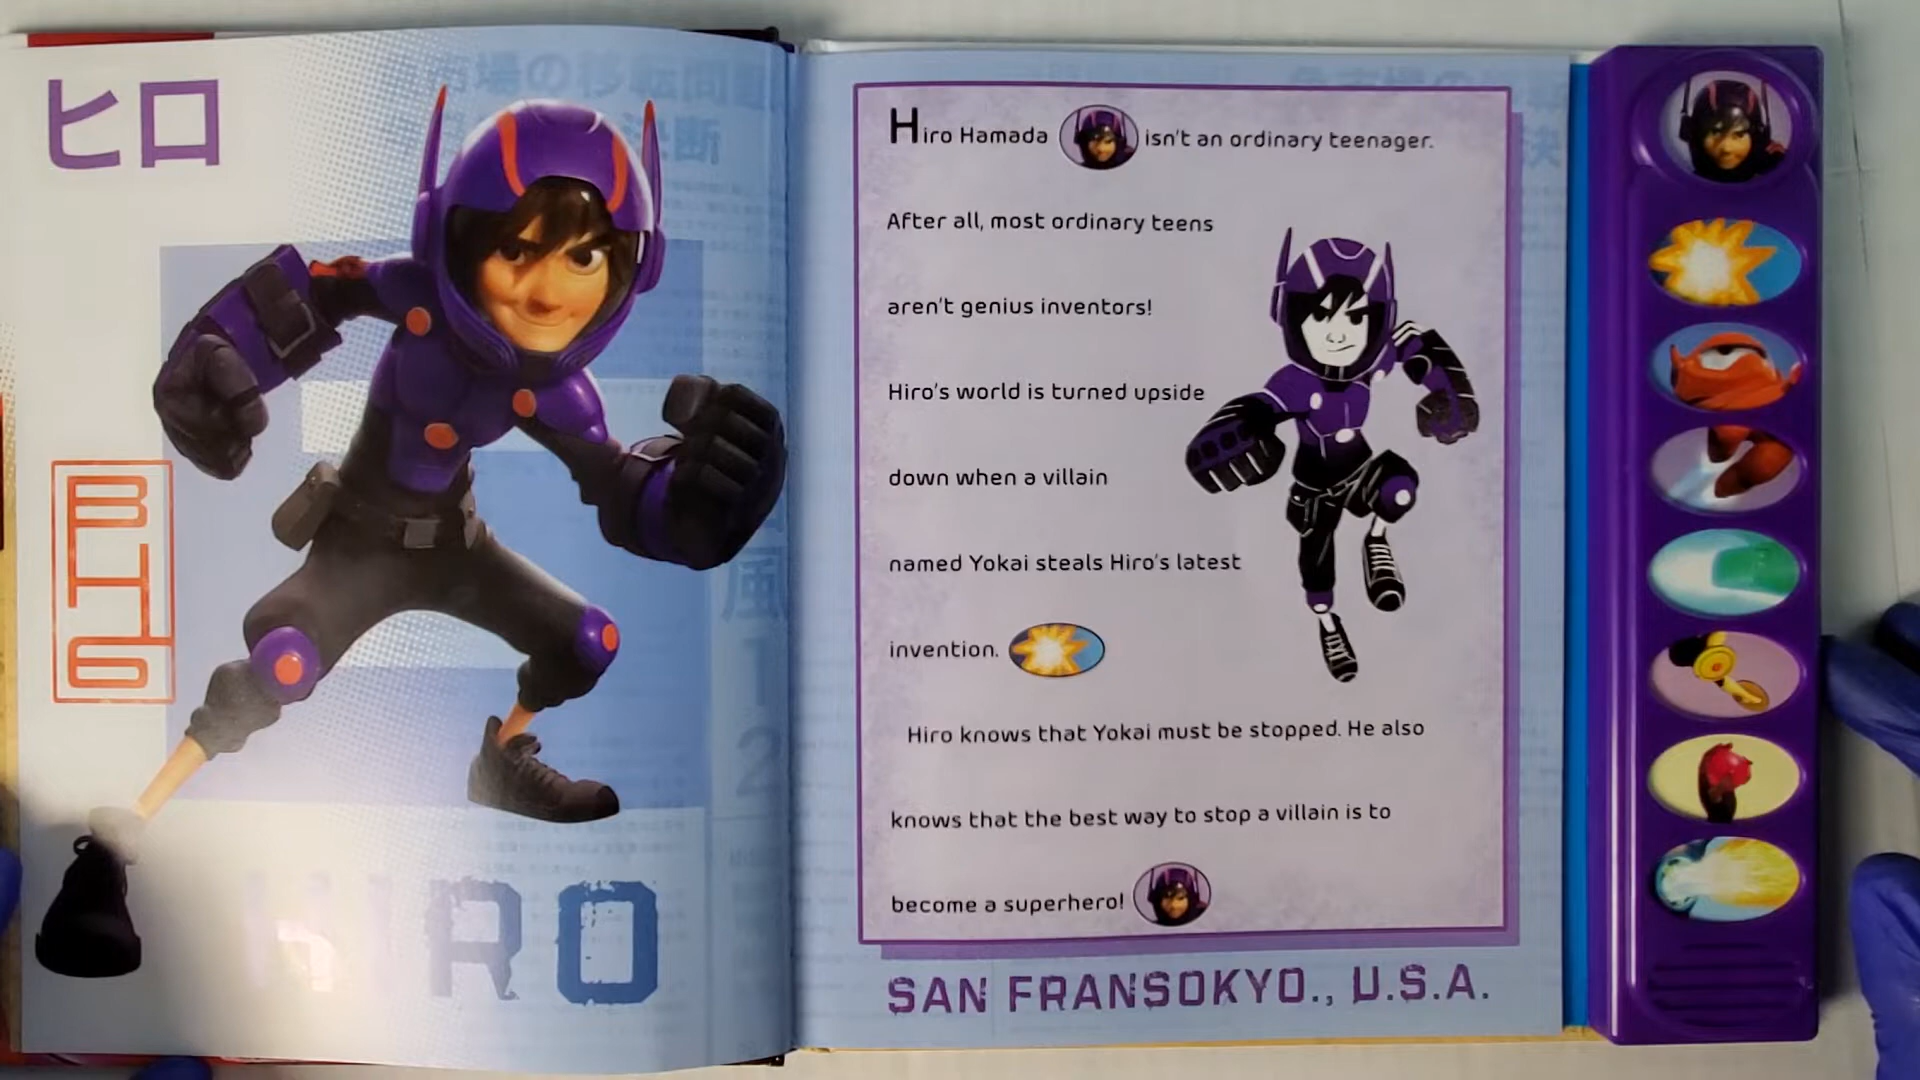 ヒロ
BH6
HIRO
Hiro Hamada isn't an ordinary teenager.
After all, most ordinary teens
aren't genius inventors!
Hiro's world is turned upside
down when a villain
named Yokai steals Hiro's latest
invention.
Hiro knows that Yokai must be stopped. He also
knows that the best way to stop a villain is to
become a superhero!
SAN FRANSOKYO., U.S.A.